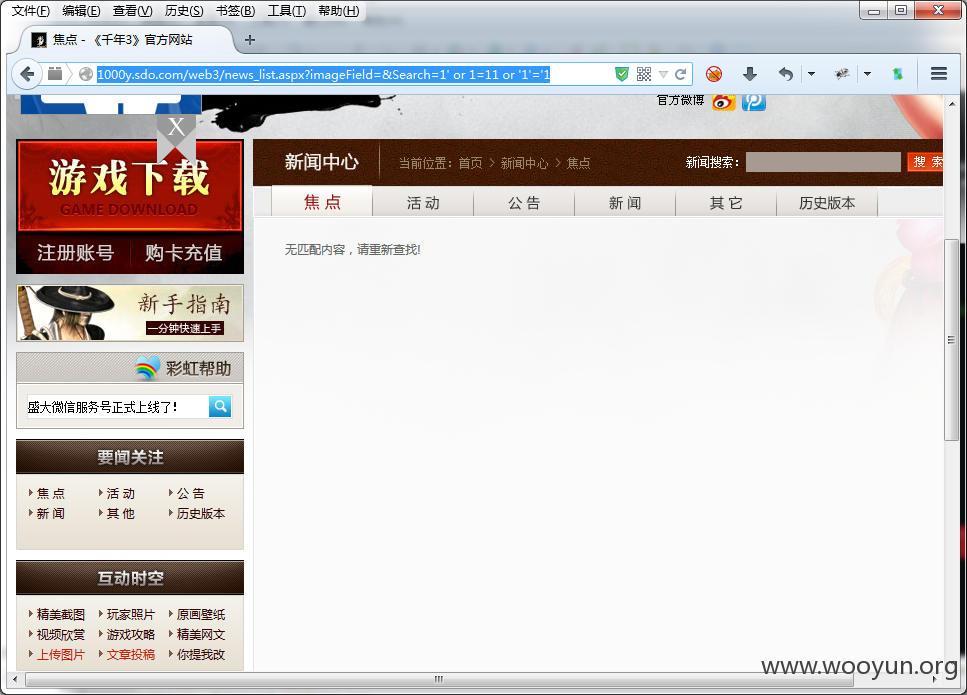 文件(F) 编辑(E) 查看(V) 历史(S) 书签(B) 工具(T) 帮助(H)
焦点 - 《千年3》官方网站
1000y.sdo.com/web3/news_list.aspx?imageField=&Search=1' or 1=11 or '1'='1
官方微博
X
游戏下载
GAME DOWNLOAD
注册账号 购卡充值
新闻中心 当前位置：首页 > 新闻中心 > 焦点 新闻搜索： 搜 索
焦 点 活 动 公 告 新 闻 其 它 历史版本
无匹配内容，请重新查找!
新手指南
一分钟快速上手
彩虹帮助
盛大微信服务号正式上线了!
要闻关注
焦 点 活 动 公 告
新 闻 其 他 历史版本
互动时空
精美截图 玩家照片 原画壁纸
视频欣赏 游戏攻略 精美网文
上传图片 文章投稿 你提我改
www.wooyun.org